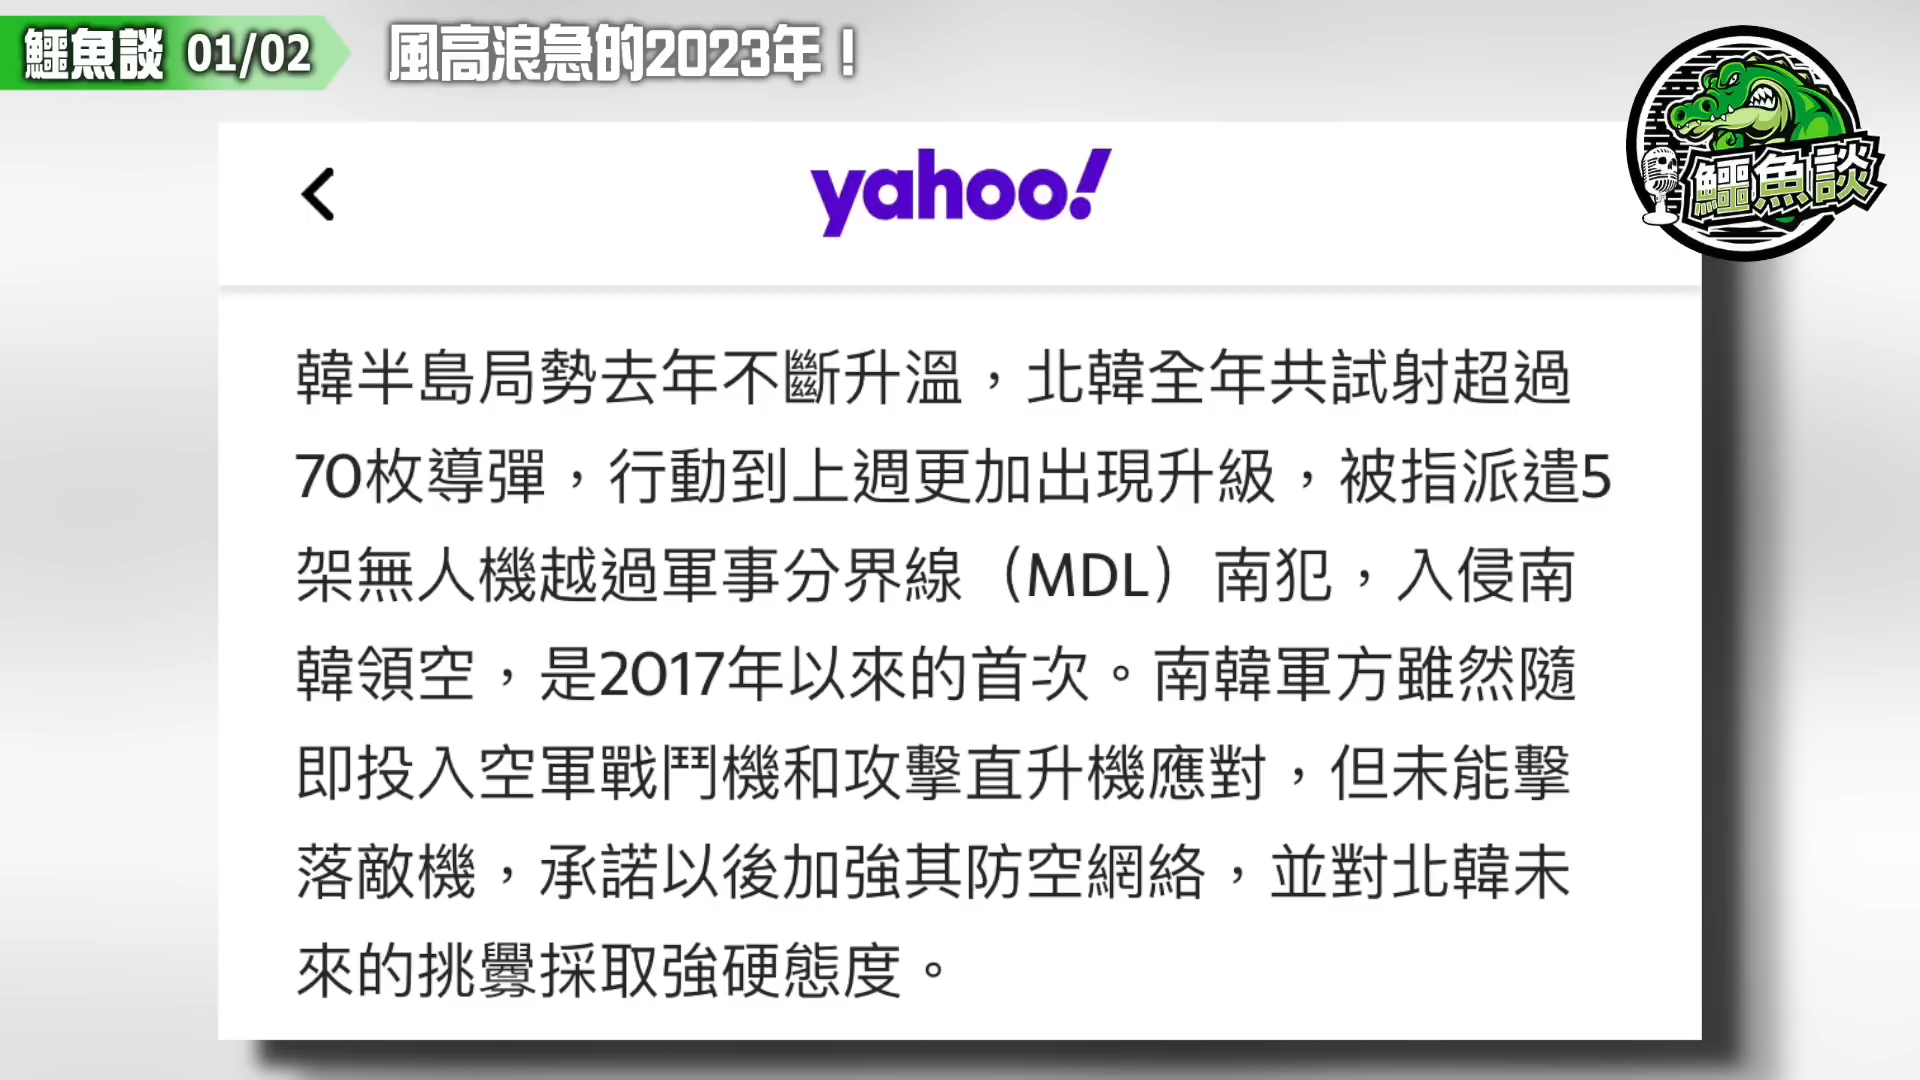 鱷魚談 01/02 風高浪急的2023年！
鱷魚談
yahoo!
韓半島局勢去年不斷升溫，北韓全年共試射超過
70枚導彈，行動到上週更加出現升級，被指派遣5
架無人機越過軍事分界線（MDL）南犯，入侵南
韓領空，是2017年以來的首次。南韓軍方雖然隨
即投入空軍戰鬥機和攻擊直升機應對，但未能擊
落敵機，承諾以後加強其防空網絡，並對北韓未
來的挑釁採取強硬態度。